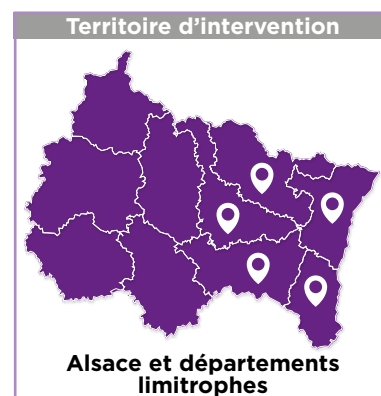 Territoire d’intervention
Alsace et départements
limitrophes